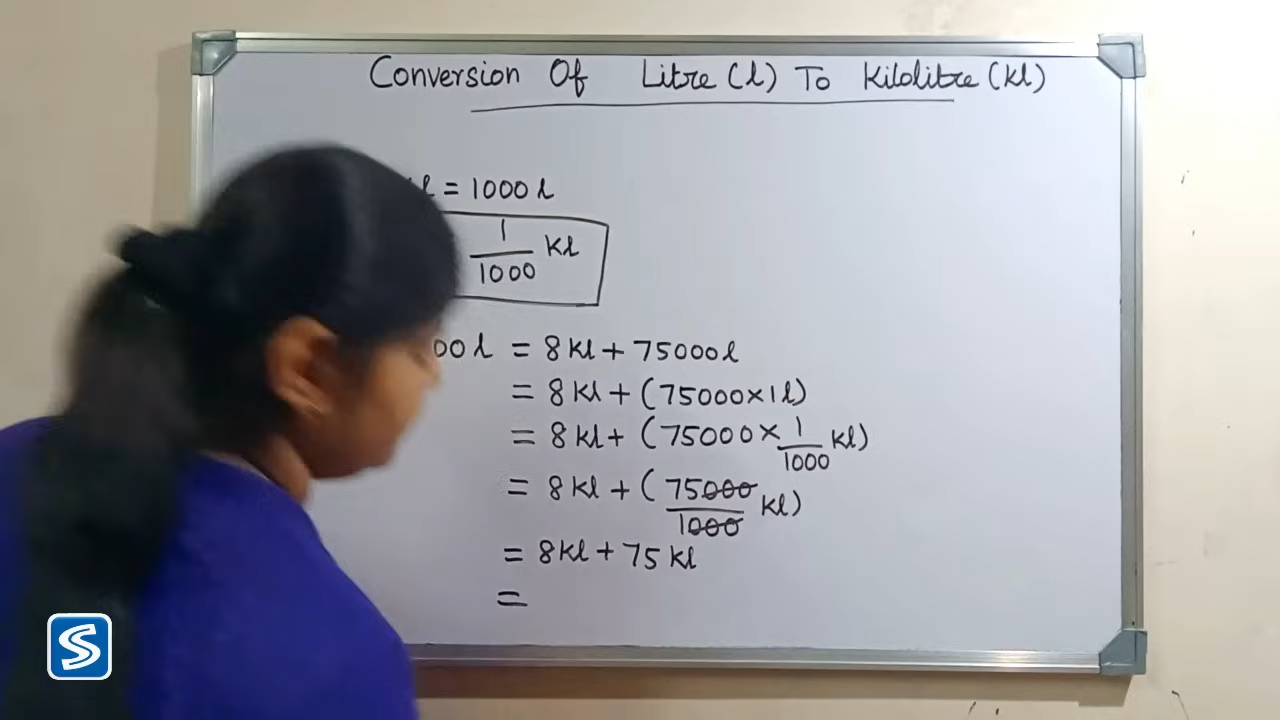 Conversion Of Litre (l) To Kilolitre (Kl)
l = 1000 l
1/1000 Kl
00 l = 8 Kl + 75000 l
= 8 Kl + (75000 × 1 l)
= 8 Kl + (75000 × 1/1000 Kl)
= 8 Kl + (75000/1000 Kl)
= 8 Kl + 75 Kl
=
S